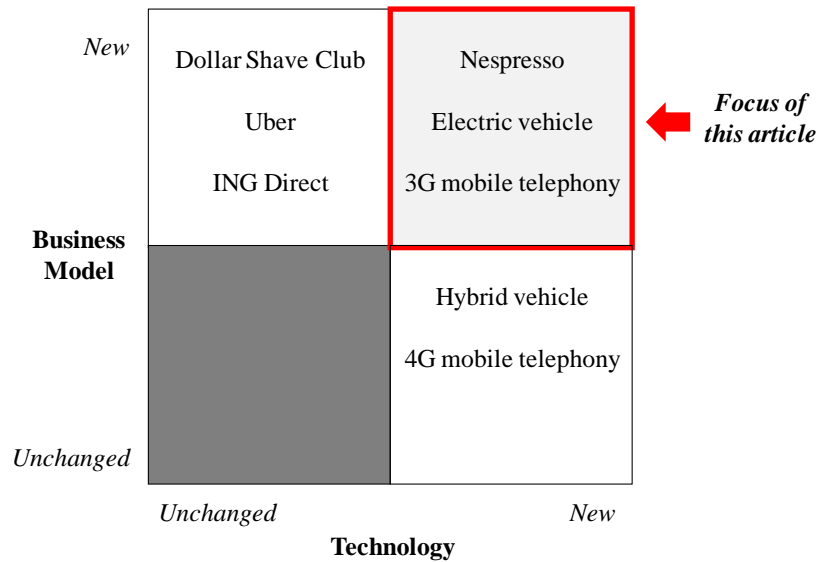 New
Dollar Shave Club
Uber
ING Direct
Nespresso
Electric vehicle
3G mobile telephony
Focus of
this article
Business
Model
Hybrid vehicle
4G mobile telephony
Unchanged
Unchanged
New
Technology